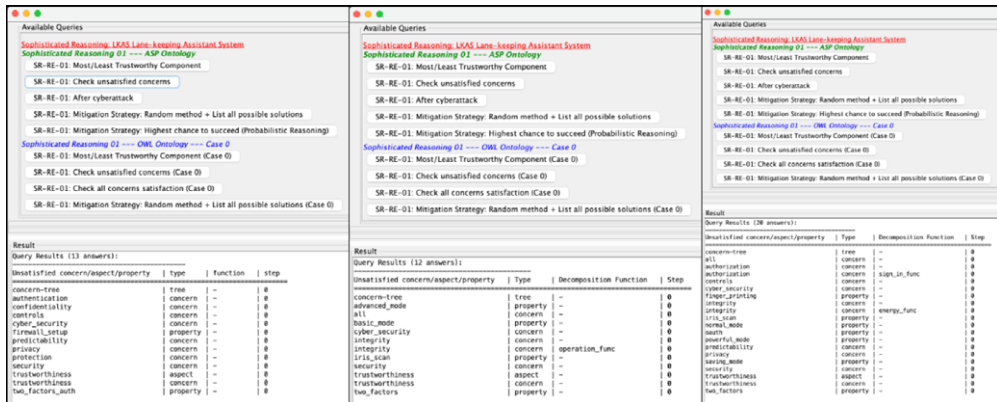 Available Queries
Sophisticated Reasoning: LKAS Lane-keeping Assistant System
Sophisticated Reasoning 01 --- ASP Ontology
SR-RE-01: Most/Least Trustworthy Component
SR-RE-01: Check unsatisfied concerns
SR-RE-01: After cyberattack
SR-RE-01: Mitigation Strategy: Random method + List all possible solutions
SR-RE-01: Mitigation Strategy: Highest chance to succeed (Probabilistic Reasoning)
Sophisticated Reasoning 01 --- OWL Ontology --- Case 0
SR-RE-01: Most/Least Trustworthy Component (Case 0)
SR-RE-01: Check unsatisfied concerns (Case 0)
SR-RE-01: Check all concerns satisfaction (Case 0)
SR-RE-01: Mitigation Strategy: Random method + List all possible solutions (Case 0)
Result
Query Results (13 answers):
Unsatisfied concern/aspect/property | type | function | step
concern-tree | tree | - | 0
authentication | concern | - | 0
confidentiality | concern | - | 0
controls | concern | - | 0
cyber_security | concern | - | 0
firewall_setup | property | - | 0
predictability | concern | - | 0
privacy | concern | - | 0
protection | concern | - | 0
security | concern | - | 0
trustworthiness | aspect | - | 0
trustworthiness | concern | - | 0
two_factors_auth | property | - | 0
Available Queries
Sophisticated Reasoning: LKAS Lane-keeping Assistant System
Sophisticated Reasoning 01 --- ASP Ontology
SR-RE-01: Most/Least Trustworthy Component
SR-RE-01: Check unsatisfied concerns
SR-RE-01: After cyberattack
SR-RE-01: Mitigation Strategy: Random method + List all possible solutions
SR-RE-01: Mitigation Strategy: Highest chance to succeed (Probabilistic Reasoning)
Sophisticated Reasoning 01 --- OWL Ontology --- Case 0
SR-RE-01: Most/Least Trustworthy Component (Case 0)
SR-RE-01: Check unsatisfied concerns (Case 0)
SR-RE-01: Check all concerns satisfaction (Case 0)
SR-RE-01: Mitigation Strategy: Random method + List all possible solutions (Case 0)
Result
Query Results (12 answers):
Unsatisfied concern/aspect/property | Type | Decomposition Function | Step
concern-tree | tree | - | 0
advanced_mode | property | - | 0
all | concern | - | 0
basic_mode | property | - | 0
cyber_security | concern | - | 0
integrity | concern | - | 0
integrity | concern | operation_func | 0
iris_scan | property | - | 0
security | concern | - | 0
trustworthiness | aspect | - | 0
trustworthiness | concern | - | 0
two_factors | property | - | 0
Available Queries
Sophisticated Reasoning: LKAS Lane-keeping Assistant System
Sophisticated Reasoning 01 --- ASP Ontology
SR-RE-01: Most/Least Trustworthy Component
SR-RE-01: Check unsatisfied concerns
SR-RE-01: After cyberattack
SR-RE-01: Mitigation Strategy: Random method + List all possible solutions
SR-RE-01: Mitigation Strategy: Highest chance to succeed (Probabilistic Reasoning)
Sophisticated Reasoning 01 --- OWL Ontology --- Case 0
SR-RE-01: Most/Least Trustworthy Component (Case 0)
SR-RE-01: Check unsatisfied concerns (Case 0)
SR-RE-01: Check all concerns satisfaction (Case 0)
SR-RE-01: Mitigation Strategy: Random method + List all possible solutions (Case 0)
Result
Query Results (20 answers):
Unsatisfied concern/aspect/property | Type | Decomposition Function | Step
concern-tree | tree | - | 0
all | concern | - | 0
authorization | concern | - | 0
authorization | concern | sign_in_func | 0
controls | concern | - | 0
cyber_security | concern | - | 0
finger_printing | property | - | 0
integrity | concern | - | 0
integrity | concern | energy_func | 0
iris_scan | property | - | 0
normal_mode | property | - | 0
oauth | property | - | 0
powerful_mode | property | - | 0
predictability | concern | - | 0
privacy | concern | - | 0
saving_mode | property | - | 0
security | concern | - | 0
trustworthiness | aspect | - | 0
trustworthiness | concern | - | 0
two_factors | property | - | 0